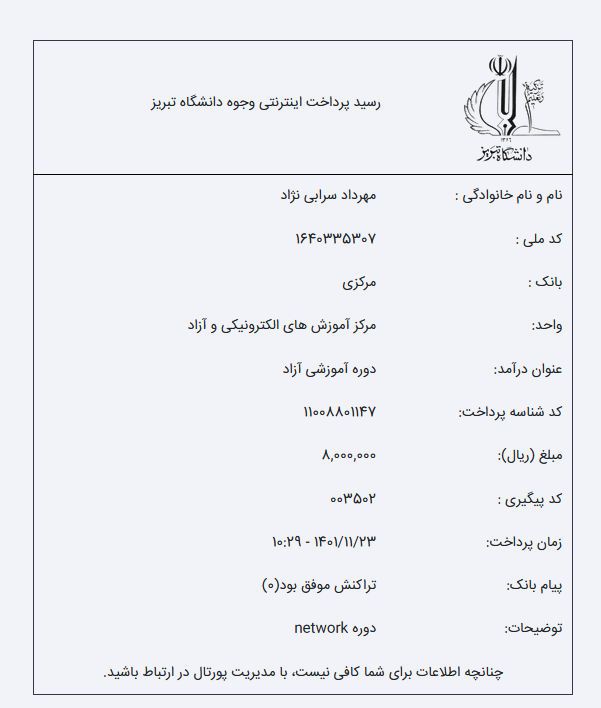 رسید پرداخت اینترنتی وجوه دانشگاه تبریز
۱۳۲۶
دانشگاه تبریز
نام و نام خانوادگی : مهرداد سرابی نژاد
کد ملی : ۱۶۴۰۳۳۵۳۰۷
بانک : مرکزی
واحد: مرکز آموزش های الکترونیکی و آزاد
عنوان درآمد: دوره آموزشی آزاد
کد شناسه پرداخت: ۱۱۰۰۸۸۰۱۱۴۷
مبلغ (ریال): ۸,۰۰۰,۰۰۰
کد پیگیری : ۰۰۳۵۰۲
زمان پرداخت: ۱۴۰۱/۱۱/۲۳ - ۱۰:۲۹
پیام بانک: تراکنش موفق بود(۰)
توضیحات: دوره network
چنانچه اطلاعات برای شما کافی نیست، با مدیریت پورتال در ارتباط باشید.